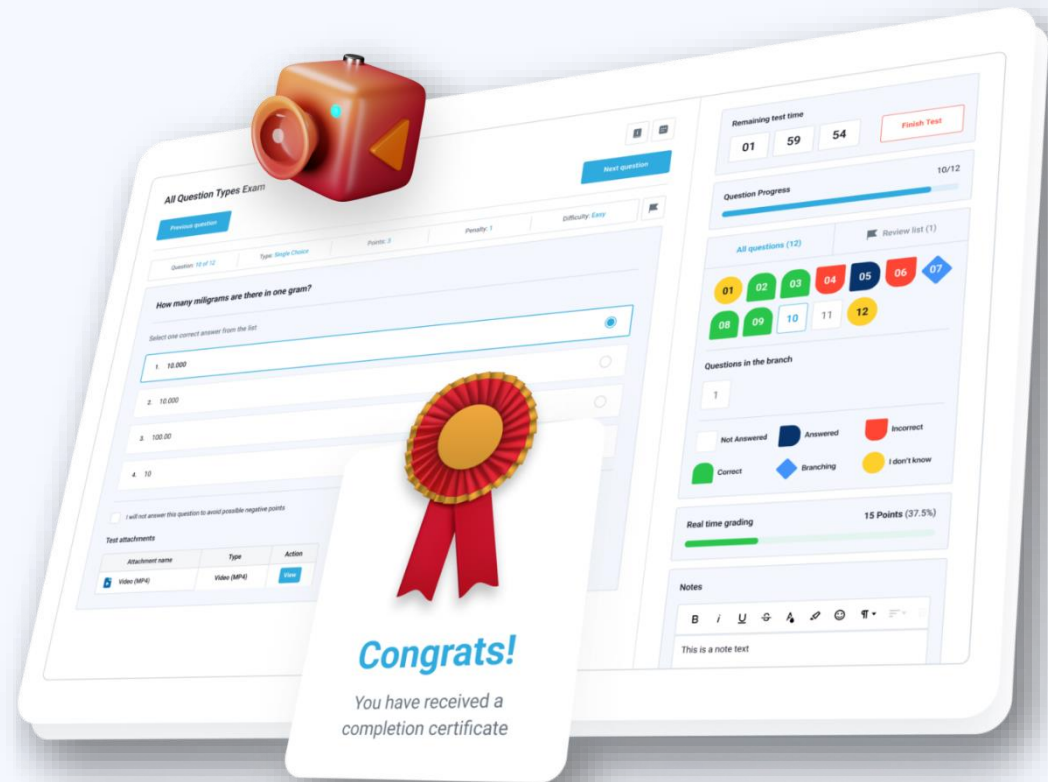 All Question Types Exam
Previous question
Next question
Question: 10 of 12
Type: Single Choice
Points: 3
Penalty: 1
Difficulty: Easy
How many miligrams are there in one gram?
Select one correct answer from the list
1. 10.000
2. 10.000
3. 100.00
4. 10
I will not answer this question to avoid possible negative points
Test attachments
Attachment name Type Action
Video (MP4) Video (MP4) View
Congrats!
You have received a
completion certificate
Remaining test time
01 59 54
Finish Test
Question Progress
10/12
All questions (12)
Review list (1)
01 02 03 04 05 06 07
08 09 10 11 12
Questions in the branch
1
Not Answered Answered Incorrect
Correct Branching I don't know
Real time grading
15 Points (37.5%)
Notes
B i U S A
This is a note text